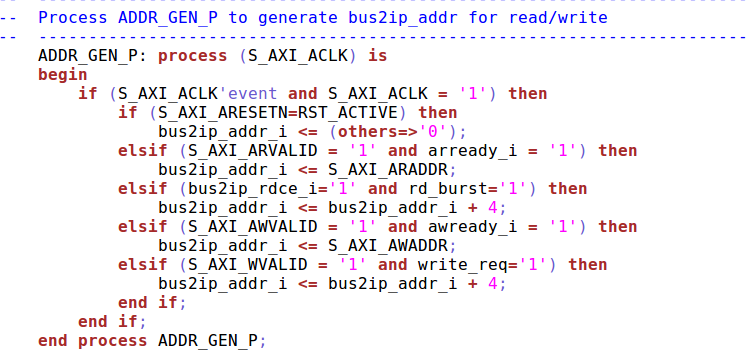 -- Process ADDR_GEN_P to generate bus2ip_addr for read/write
-- ------------------------------------------------------------------------
ADDR_GEN_P: process (S_AXI_ACLK) is
begin
if (S_AXI_ACLK'event and S_AXI_ACLK = '1') then
if (S_AXI_ARESETN=RST_ACTIVE) then
bus2ip_addr_i <= (others=>'0');
elsif (S_AXI_ARVALID = '1' and arready_i = '1') then
bus2ip_addr_i <= S_AXI_ARADDR;
elsif (bus2ip_rdce_i='1' and rd_burst='1') then
bus2ip_addr_i <= bus2ip_addr_i + 4;
elsif (S_AXI_AWVALID = '1' and awready_i = '1') then
bus2ip_addr_i <= S_AXI_AWADDR;
elsif (S_AXI_WVALID = '1' and write_req='1') then
bus2ip_addr_i <= bus2ip_addr_i + 4;
end if;
end if;
end process ADDR_GEN_P;